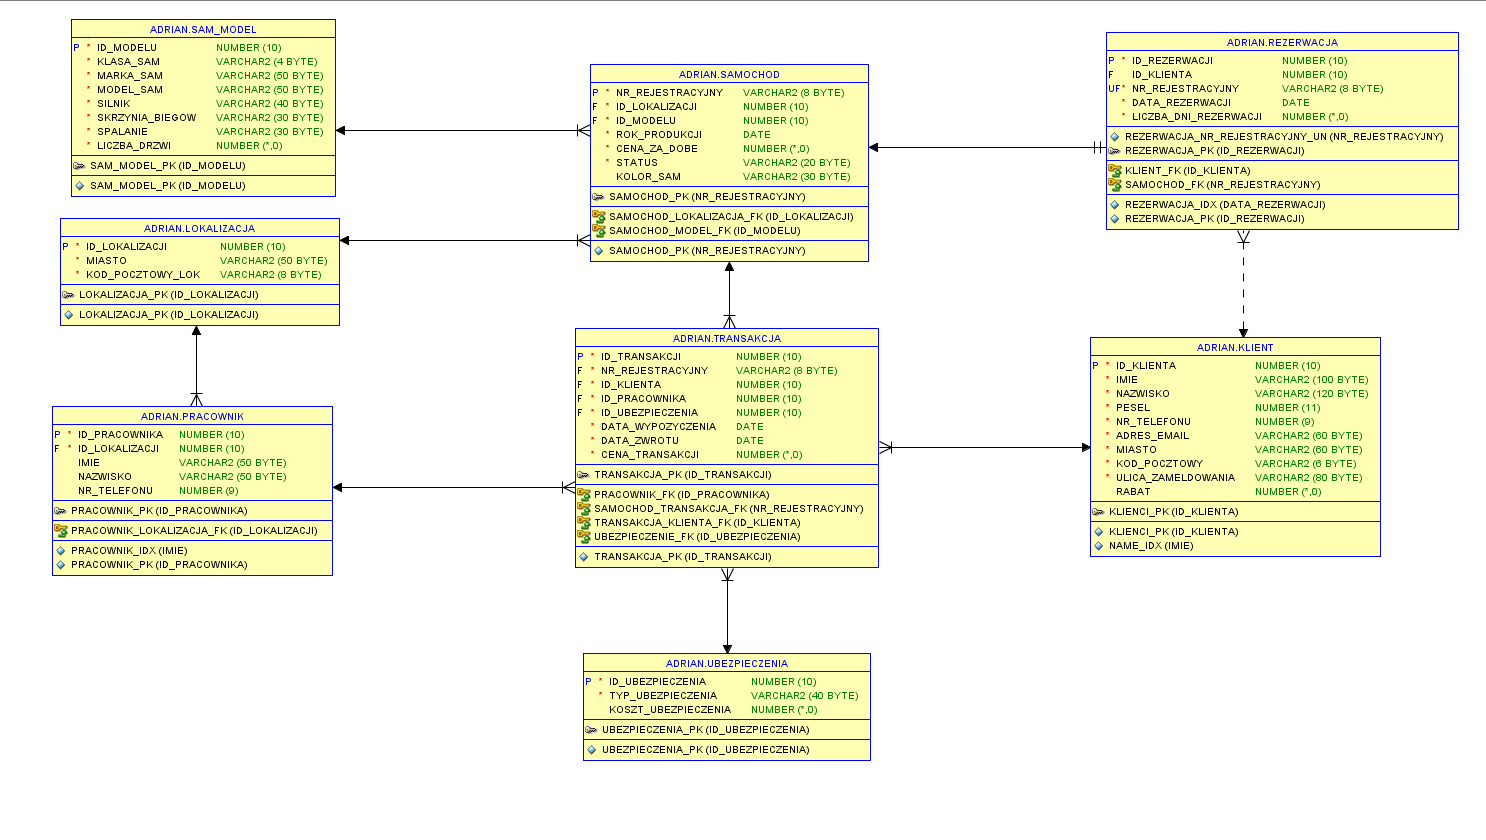 ADRIAN.SAM_MODEL
P * ID_MODELU NUMBER (10)
* KLASA_SAM VARCHAR2 (4 BYTE)
* MARKA_SAM VARCHAR2 (50 BYTE)
* MODEL_SAM VARCHAR2 (50 BYTE)
* SILNIK VARCHAR2 (40 BYTE)
* SKRZYNIA_BIEGOW VARCHAR2 (30 BYTE)
* SPALANIE VARCHAR2 (30 BYTE)
* LICZBA_DRZWI NUMBER (*,0)
SAM_MODEL_PK (ID_MODELU)
SAM_MODEL_PK (ID_MODELU)
ADRIAN.SAMOCHOD
P * NR_REJESTRACYJNY VARCHAR2 (8 BYTE)
F * ID_LOKALIZACJI NUMBER (10)
F * ID_MODELU NUMBER (10)
* ROK_PRODUKCJI DATE
* CENA_ZA_DOBE NUMBER (*,0)
* STATUS VARCHAR2 (20 BYTE)
KOLOR_SAM VARCHAR2 (30 BYTE)
SAMOCHOD_PK (NR_REJESTRACYJNY)
SAMOCHOD_LOKALIZACJA_FK (ID_LOKALIZACJI)
SAMOCHOD_MODEL_FK (ID_MODELU)
SAMOCHOD_PK (NR_REJESTRACYJNY)
ADRIAN.REZERWACJA
P * ID_REZERWACJI NUMBER (10)
F ID_KLIENTA NUMBER (10)
UF* NR_REJESTRACYJNY VARCHAR2 (8 BYTE)
* DATA_REZERWACJI DATE
* LICZBA_DNI_REZERWACJI NUMBER (*,0)
REZERWACJA_NR_REJESTRACYJNY_UN (NR_REJESTRACYJNY)
REZERWACJA_PK (ID_REZERWACJI)
KLIENT_FK (ID_KLIENTA)
SAMOCHOD_FK (NR_REJESTRACYJNY)
REZERWACJA_IDX (DATA_REZERWACJI)
REZERWACJA_PK (ID_REZERWACJI)
ADRIAN.LOKALIZACJA
P * ID_LOKALIZACJI NUMBER (10)
* MIASTO VARCHAR2 (50 BYTE)
* KOD_POCZTOWY_LOK VARCHAR2 (8 BYTE)
LOKALIZACJA_PK (ID_LOKALIZACJI)
LOKALIZACJA_PK (ID_LOKALIZACJI)
ADRIAN.TRANSAKCJA
P * ID_TRANSAKCJI NUMBER (10)
F * NR_REJESTRACYJNY VARCHAR2 (8 BYTE)
F * ID_KLIENTA NUMBER (10)
F * ID_PRACOWNIKA NUMBER (10)
F * ID_UBEZPIECZENIA NUMBER (10)
* DATA_WYPOZYCZENIA DATE
* DATA_ZWROTU DATE
* CENA_TRANSAKCJI NUMBER (*,0)
TRANSAKCJA_PK (ID_TRANSAKCJI)
PRACOWNIK_FK (ID_PRACOWNIKA)
SAMOCHOD_TRANSAKCJA_FK (NR_REJESTRACYJNY)
TRANSAKCJA_KLIENTA_FK (ID_KLIENTA)
UBEZPIECZENIE_FK (ID_UBEZPIECZENIA)
TRANSAKCJA_PK (ID_TRANSAKCJI)
ADRIAN.KLIENT
P * ID_KLIENTA NUMBER (10)
* IMIE VARCHAR2 (100 BYTE)
* NAZWISKO VARCHAR2 (120 BYTE)
* PESEL NUMBER (11)
* NR_TELEFONU NUMBER (9)
* ADRES_EMAIL VARCHAR2 (60 BYTE)
* MIASTO VARCHAR2 (60 BYTE)
* KOD_POCZTOWY VARCHAR2 (6 BYTE)
* ULICA_ZAMELDOWANIA VARCHAR2 (80 BYTE)
RABAT NUMBER (*,0)
KLIENCI_PK (ID_KLIENTA)
KLIENCI_PK (ID_KLIENTA)
NAME_IDX (IMIE)
ADRIAN.PRACOWNIK
P * ID_PRACOWNIKA NUMBER (10)
F * ID_LOKALIZACJI NUMBER (10)
IMIE VARCHAR2 (50 BYTE)
NAZWISKO VARCHAR2 (50 BYTE)
NR_TELEFONU NUMBER (9)
PRACOWNIK_PK (ID_PRACOWNIKA)
PRACOWNIK_LOKALIZACJA_FK (ID_LOKALIZACJI)
PRACOWNIK_IDX (IMIE)
PRACOWNIK_PK (ID_PRACOWNIKA)
ADRIAN.UBEZPIECZENIA
P * ID_UBEZPIECZENIA NUMBER (10)
* TYP_UBEZPIECZENIA VARCHAR2 (40 BYTE)
KOSZT_UBEZPIECZENIA NUMBER (*,0)
UBEZPIECZENIA_PK (ID_UBEZPIECZENIA)
UBEZPIECZENIA_PK (ID_UBEZPIECZENIA)